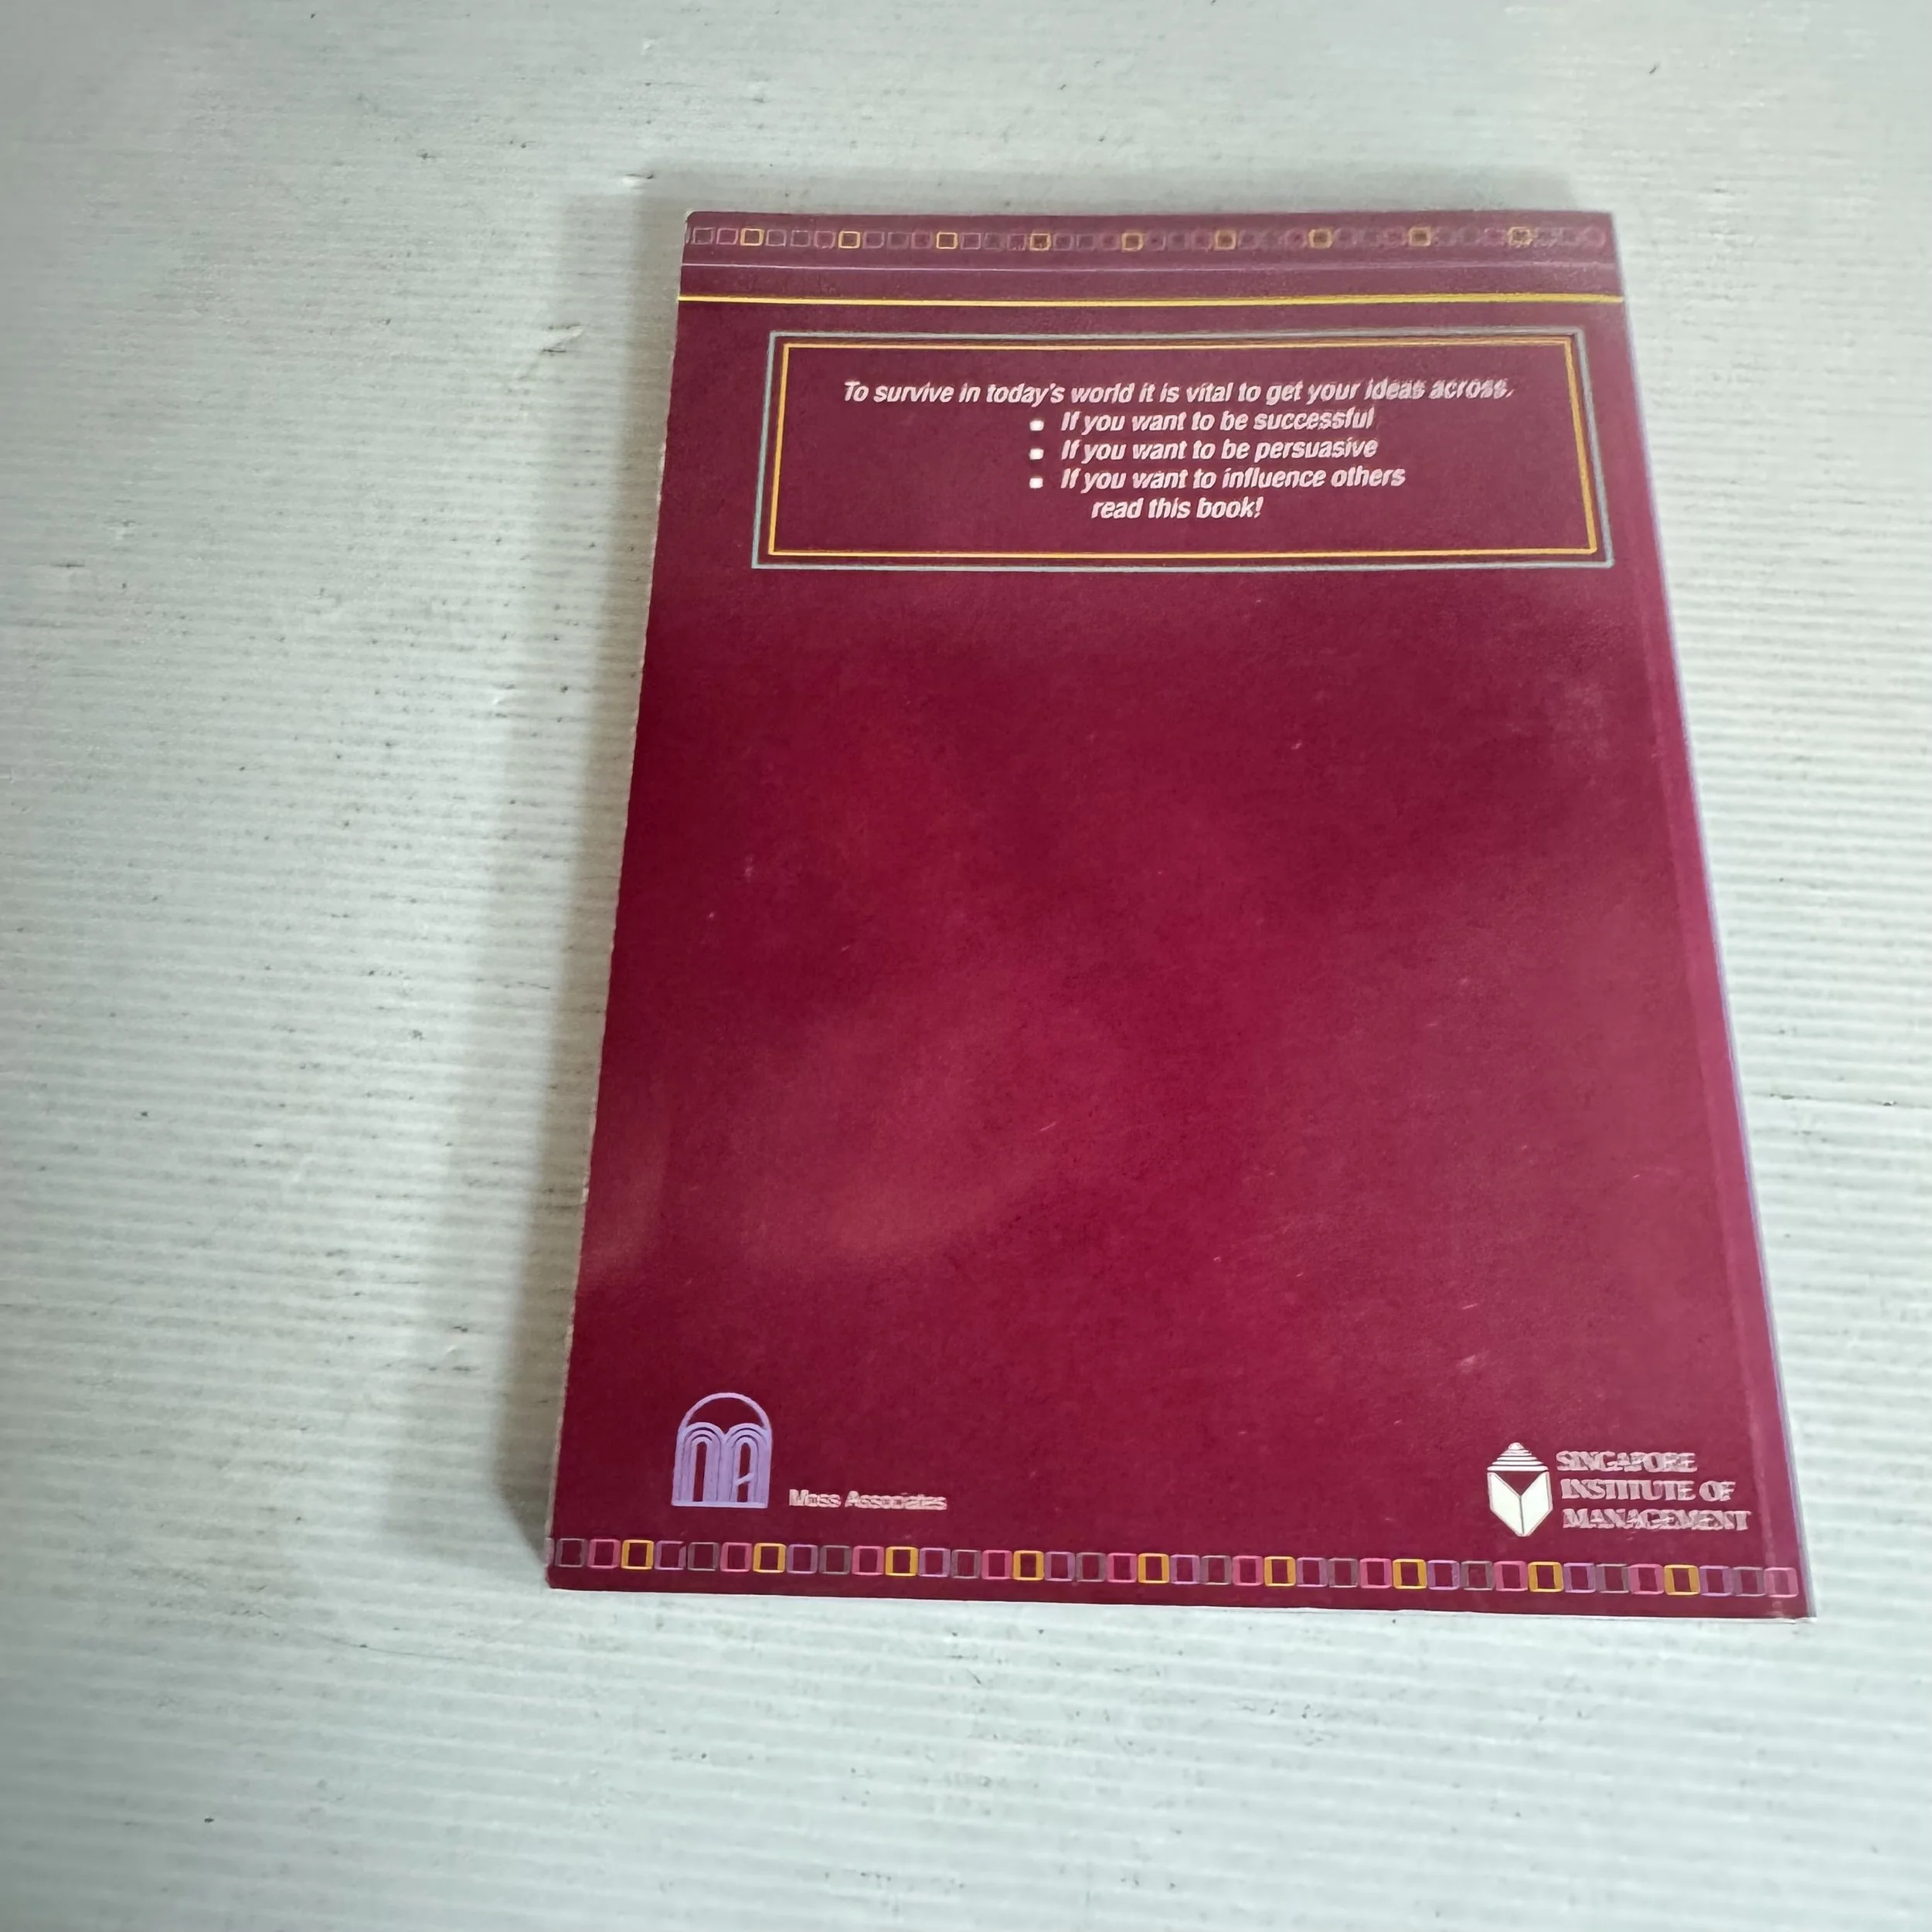 To survive in today's world it is vital to get your ideas across.
▪ If you want to be successful
▪ If you want to be persuasive
▪ If you want to influence others
read this book!
MA
Moss Associates
SINGAPORE
INSTITUTE OF
MANAGEMENT